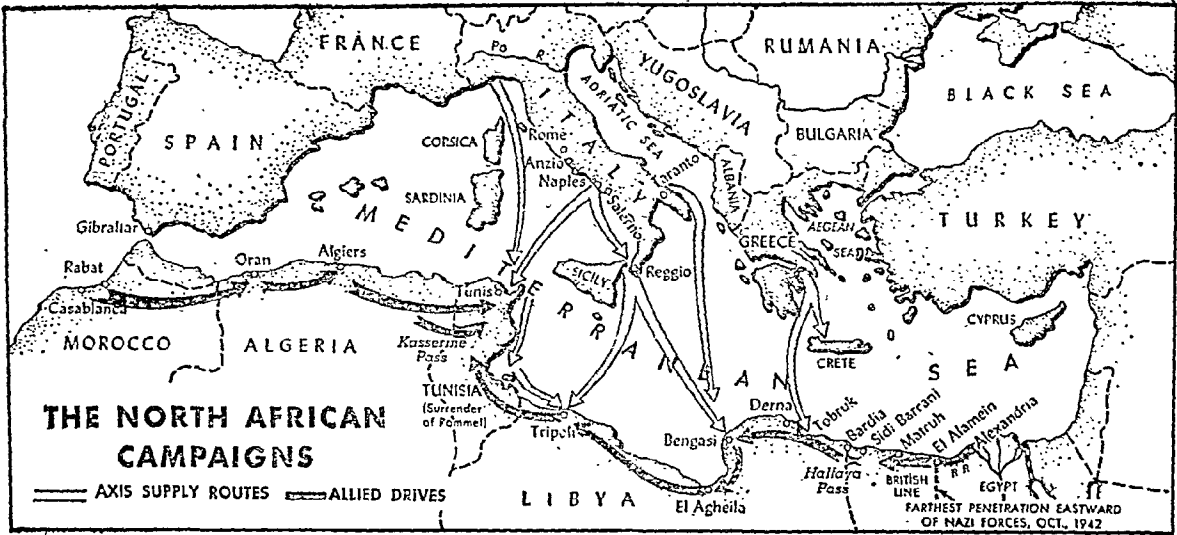 FRANCE
Po R.
RUMANIA
YUGOSLAVIA
BLACK SEA
PORTUGAL
SPAIN
ITALY
ADRIATIC SEA
BULGARIA
CORSICA
Rome
Anzio
Naples
Salerno
Taranto
ALBANIA
SARDINIA
TURKEY
MEDITERRANEAN SEA
Gibraltar
GREECE
AEGEAN
SEA
Rabat
Oran
Algiers
SICILY
Reggio
Casablanca
Tunis
CYPRUS
MOROCCO
ALGERIA
Kasserine
Pass
CRETE
TUNISIA
(Surrender
of Rommel)
Tripoli
Bengasi
Derna
Tobruk
Bardia
Sidi Barrani
Matruh
El Alamein
Alexandria
THE NORTH AFRICAN
CAMPAIGNS
Halfaya
Pass
BRITISH
LINE
R R
EGYPT
AXIS SUPPLY ROUTES
ALLIED DRIVES
LIBYA
El Agheila
FARTHEST PENETRATION EASTWARD
OF NAZI FORCES, OCT., 1942